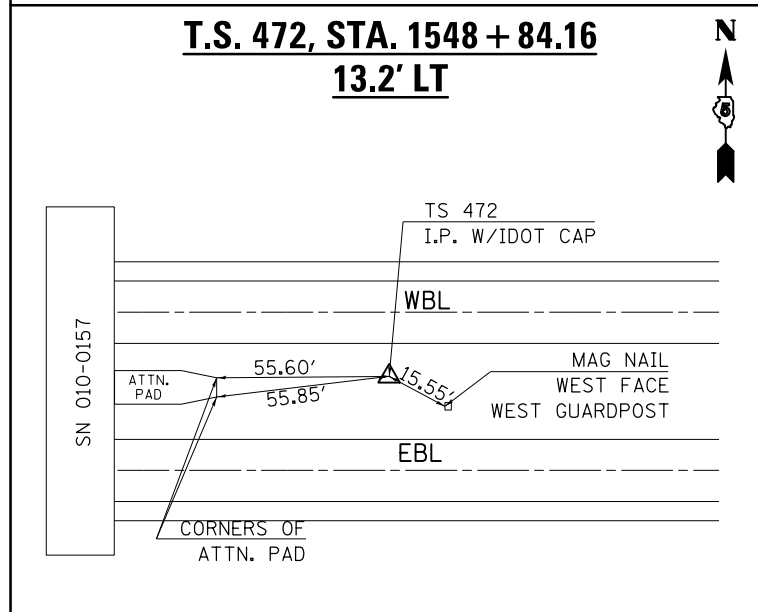 T.S. 472, STA. 1548 + 84.16
13.2' LT
N
5
TS 472
I.P. W/IDOT CAP
WBL
SN 010-0157
ATTN.
PAD
55.60'
55.85'
15.55'
MAG NAIL
WEST FACE
WEST GUARDPOST
EBL
CORNERS OF
ATTN. PAD